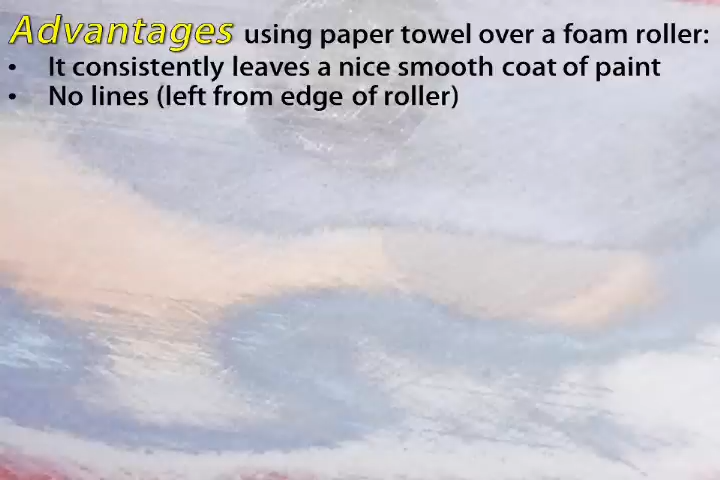 Advantages using paper towel over a foam roller:
• It consistently leaves a nice smooth coat of paint
• No lines (left from edge of roller)